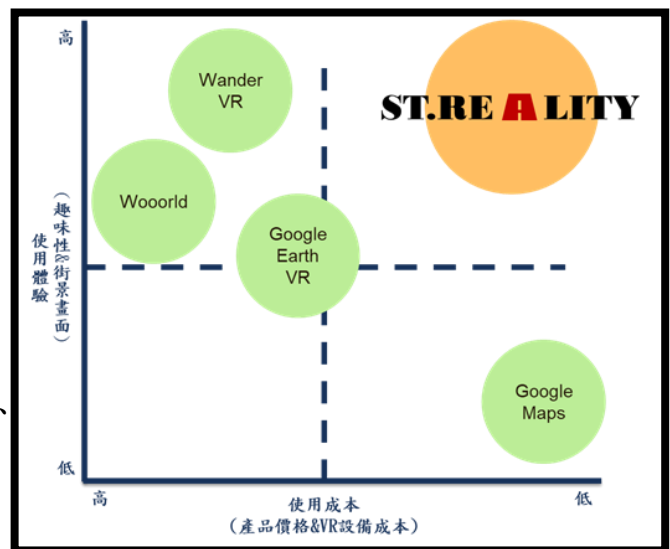 高
Wander
VR
ST.REALITY
Wooorld
Google
Earth
VR
使用體驗
（趣味性&街景畫面）
Google
Maps
、
低
高
使用成本
低
（產品價格&VR設備成本）